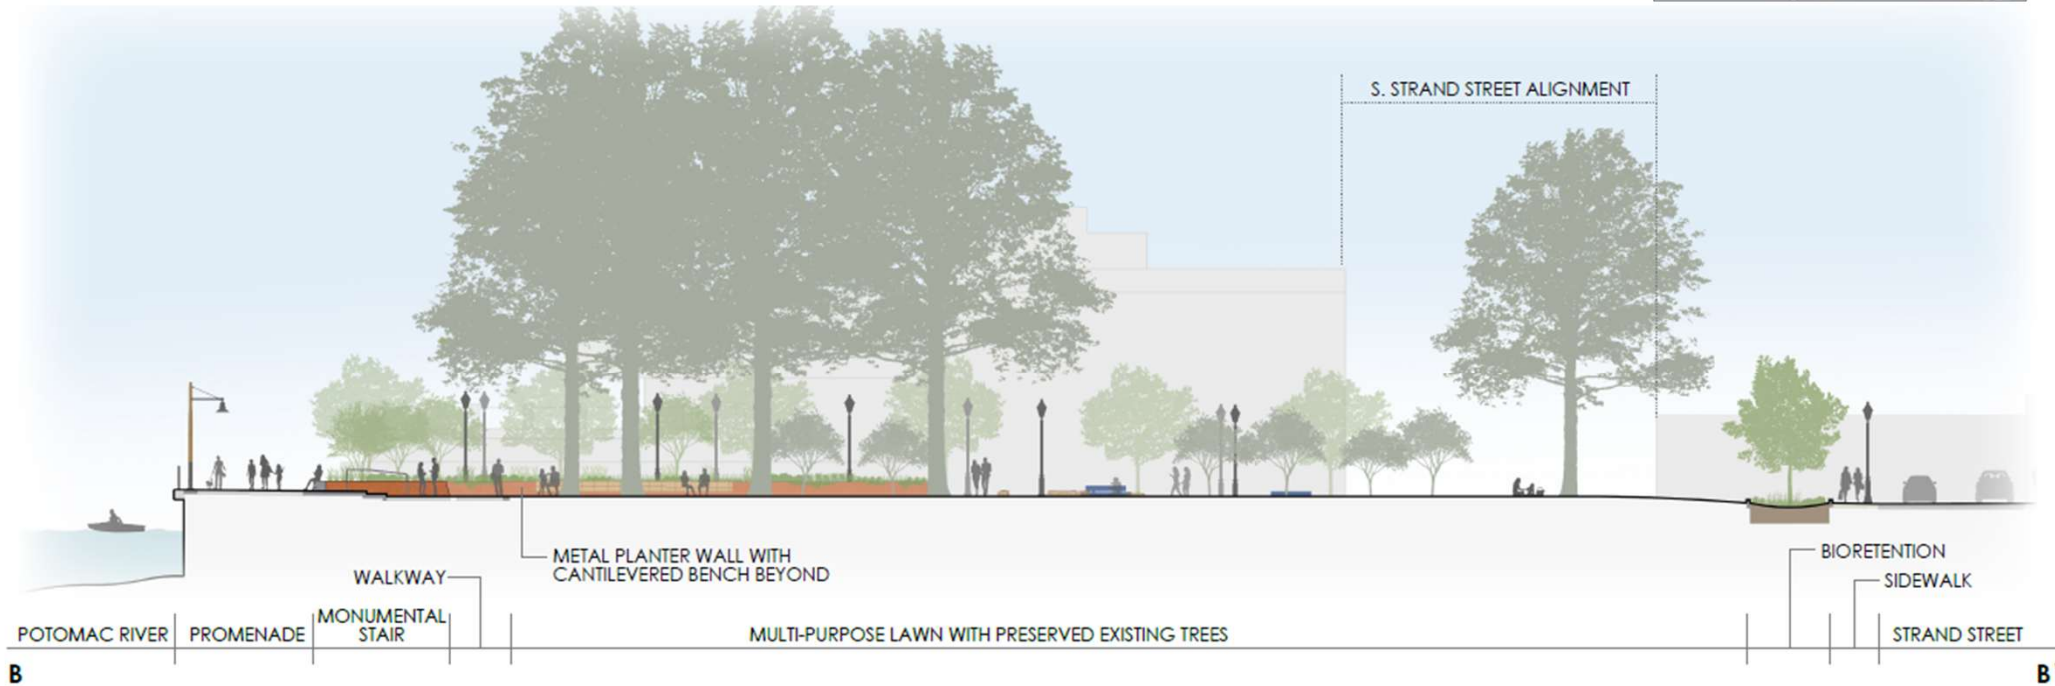 S. STRAND STREET ALIGNMENT
METAL PLANTER WALL WITH
CANTILEVERED BENCH BEYOND
BIORETENTION
WALKWAY
SIDEWALK
POTOMAC RIVER
PROMENADE
MONUMENTAL
STAIR
MULTI-PURPOSE LAWN WITH PRESERVED EXISTING TREES
STRAND STREET
B
B